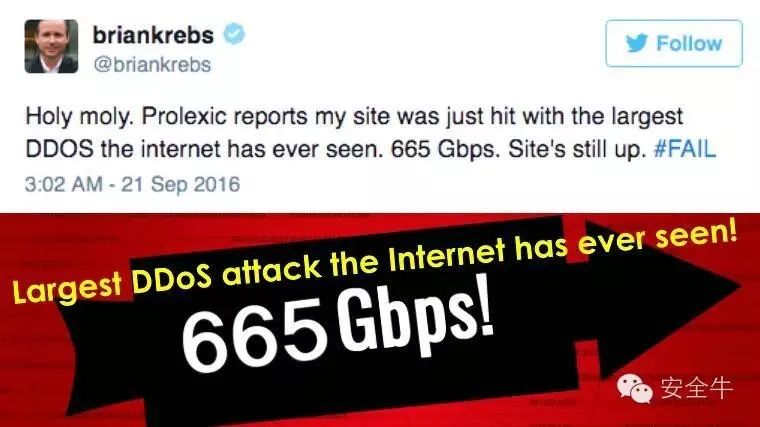 briankrebs
@briankrebs
Follow
Holy moly. Prolexic reports my site was just hit with the largest
DDOS the internet has ever seen. 665 Gbps. Site's still up. #FAIL
3:02 AM - 21 Sep 2016
Largest DDoS attack the Internet has ever seen!
665 Gbps!
安全牛